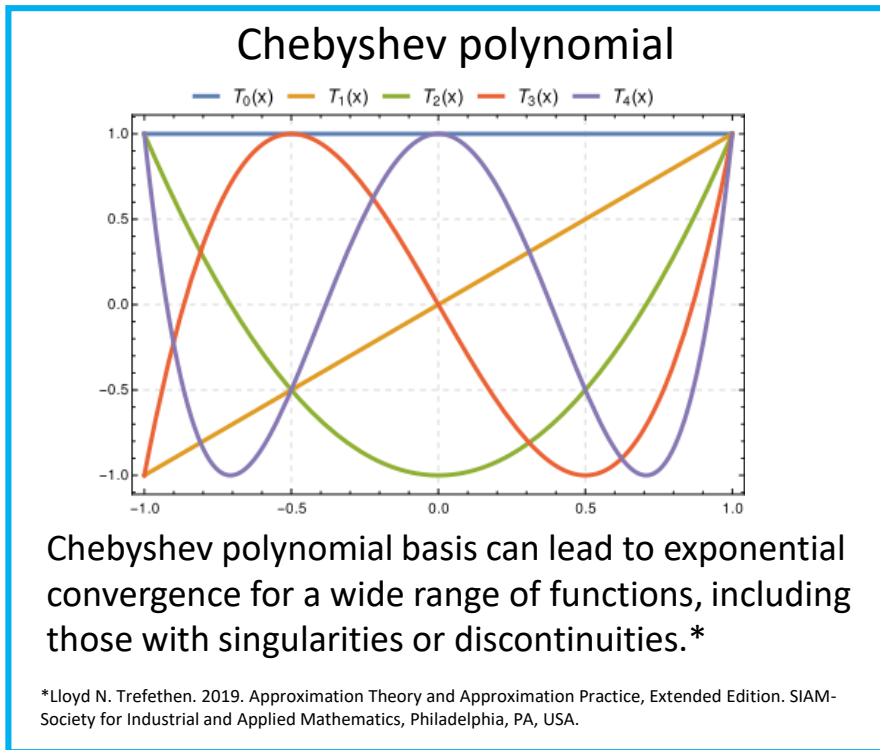 Chebyshev polynomial
T0(x) T1(x) T2(x) T3(x) T4(x)
1.0
0.5
0.0
−0.5
−1.0
−1.0 −0.5 0.0 0.5 1.0
Chebyshev polynomial basis can lead to exponential
convergence for a wide range of functions, including
those with singularities or discontinuities.*
*Lloyd N. Trefethen. 2019. Approximation Theory and Approximation Practice, Extended Edition. SIAM-
Society for Industrial and Applied Mathematics, Philadelphia, PA, USA.